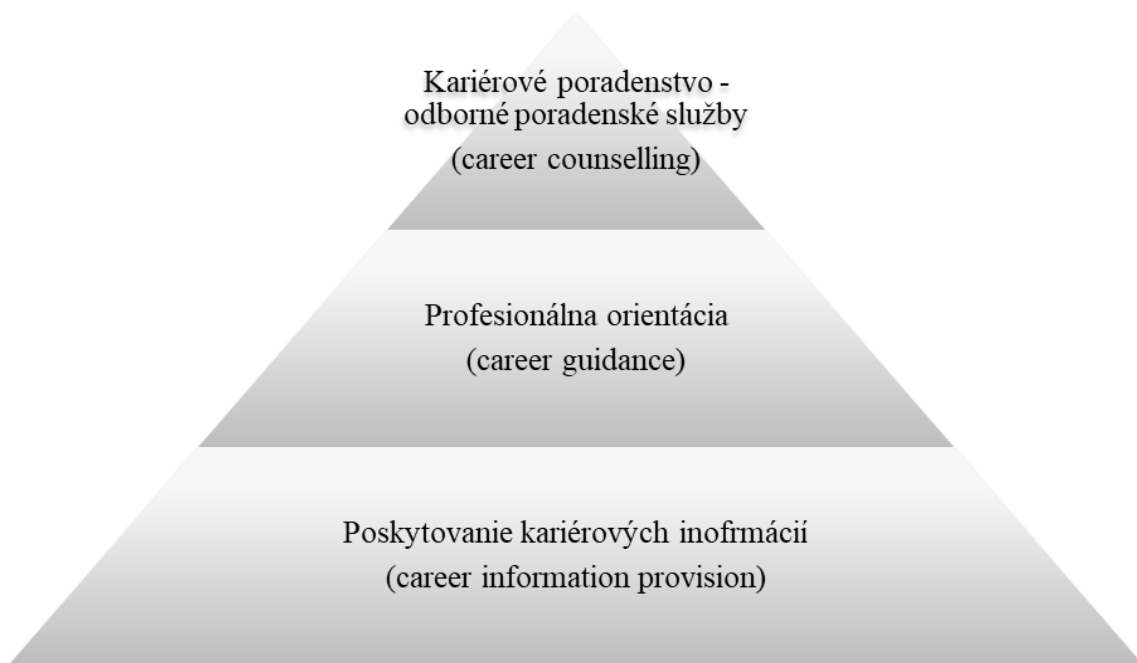 Kariérové poradenstvo -
odborné poradenské služby
(career counselling)
Profesionálna orientácia
(career guidance)
Poskytovanie kariérových inofrmácií
(career information provision)